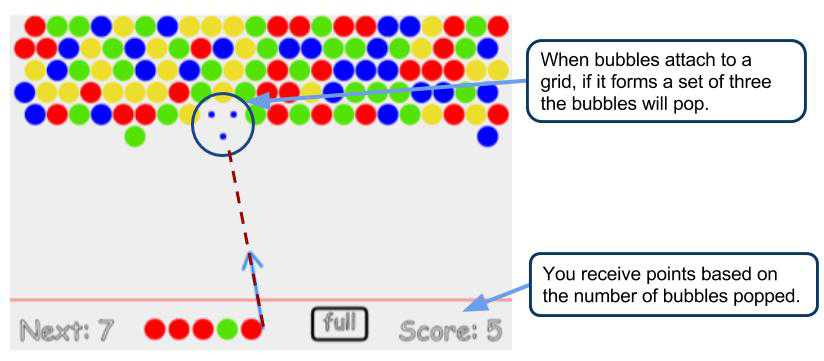 When bubbles attach to a
grid, if it forms a set of three
the bubbles will pop.
You receive points based on
the number of bubbles popped.
Next: 7
full
Score: 5